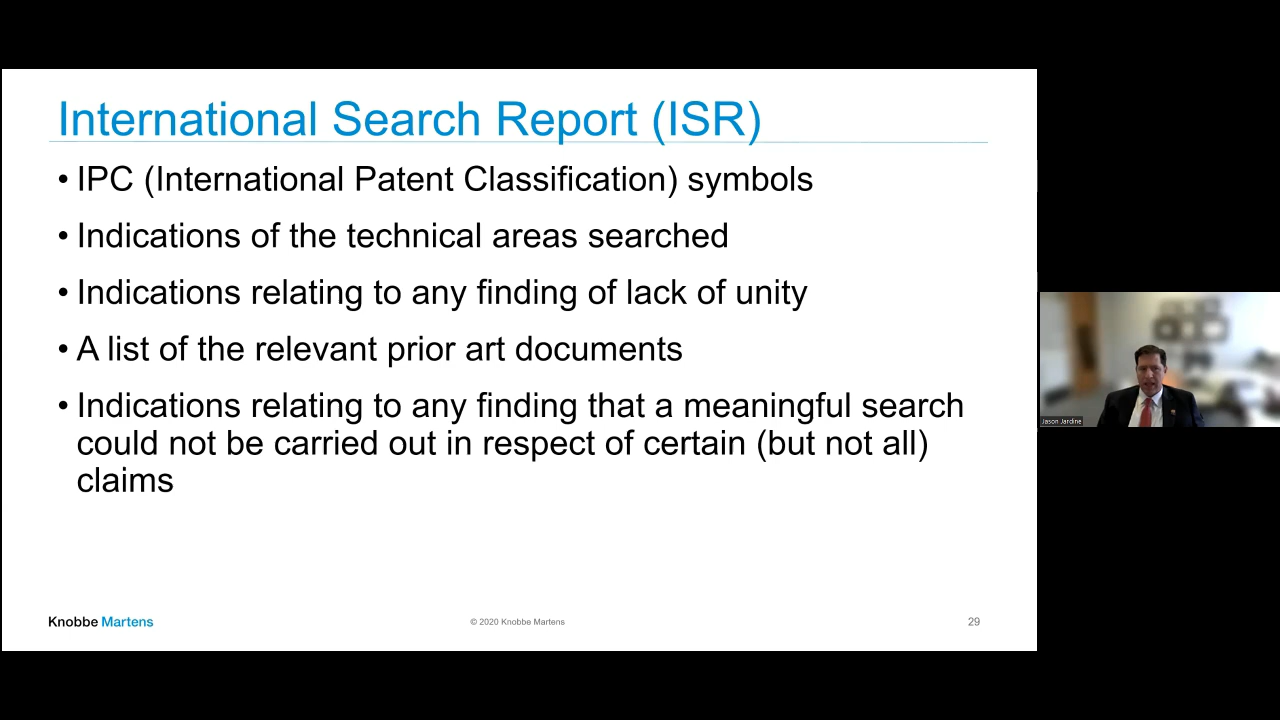 International Search Report (ISR)
• IPC (International Patent Classification) symbols
• Indications of the technical areas searched
• Indications relating to any finding of lack of unity
• A list of the relevant prior art documents
• Indications relating to any finding that a meaningful search
could not be carried out in respect of certain (but not all)
claims
Knobbe Martens
© 2020 Knobbe Martens
29
Jason Jardine